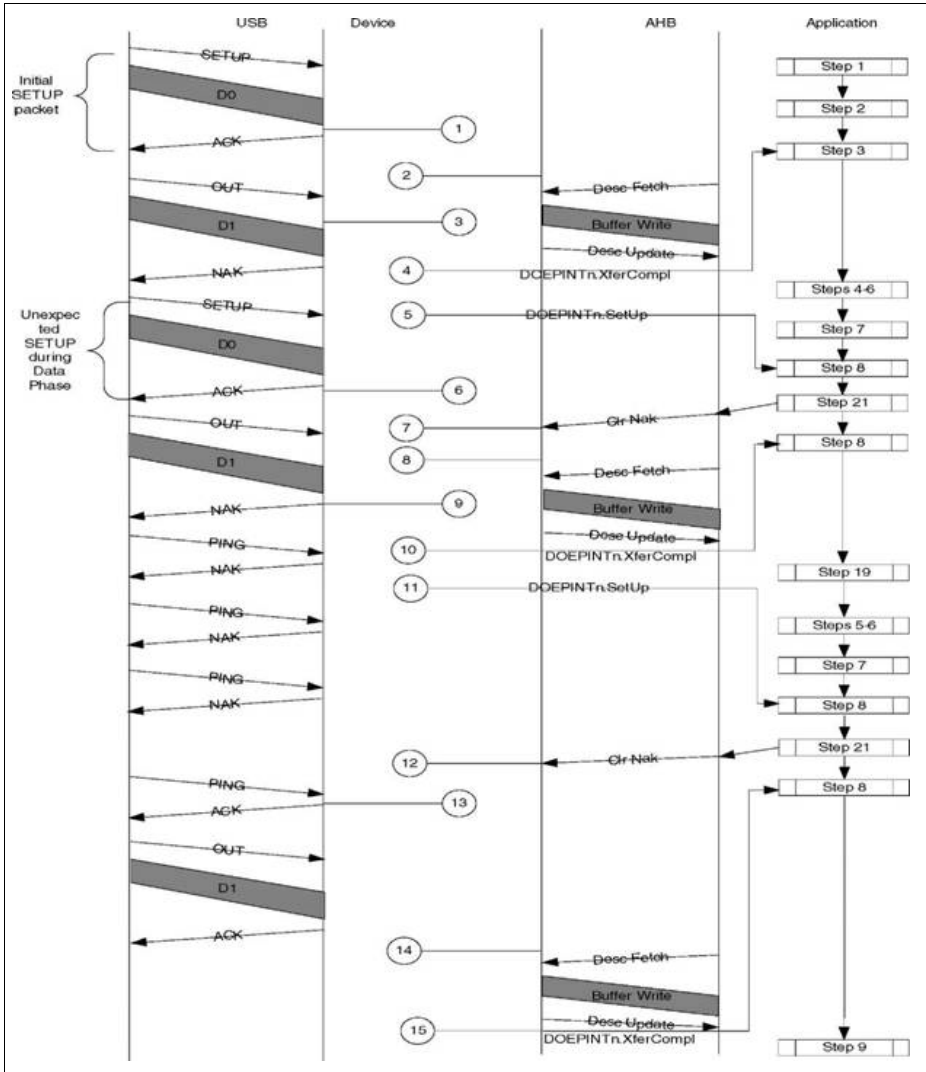 USB Device AHB Application
SETUP
Step 1
Initial
SETUP
packet
D0
Step 2
1
ACK
Step 3
2
OUT
Desc Fetch
D1
3
Buffer Write
Desc Update
4
NAK
DOEPINTn.XferCompl
SETUP
Steps 4-6
Unexpec
ted
SETUP
during
Data
Phase
5
DOEPINTn.SetUp
Step 7
D0
Step 8
ACK
6
Step 21
OUT
7
Clr Nak
Step 8
D1
8
Desc Fetch
NAK
9
Buffer Write
PING
Dose Update
10
DOEPINTn.XferCompl
NAK
Step 19
11
DOEPINTn.SetUp
PING
Steps 5-6
NAK
Step 7
PING
NAK
Step 8
Step 21
12
Clr Nak
PING
Step 8
ACK
13
OUT
D1
ACK
14
Desc Fetch
Buffer Write
Desc Update
15
DOEPINTn.XferCompl
Step 9